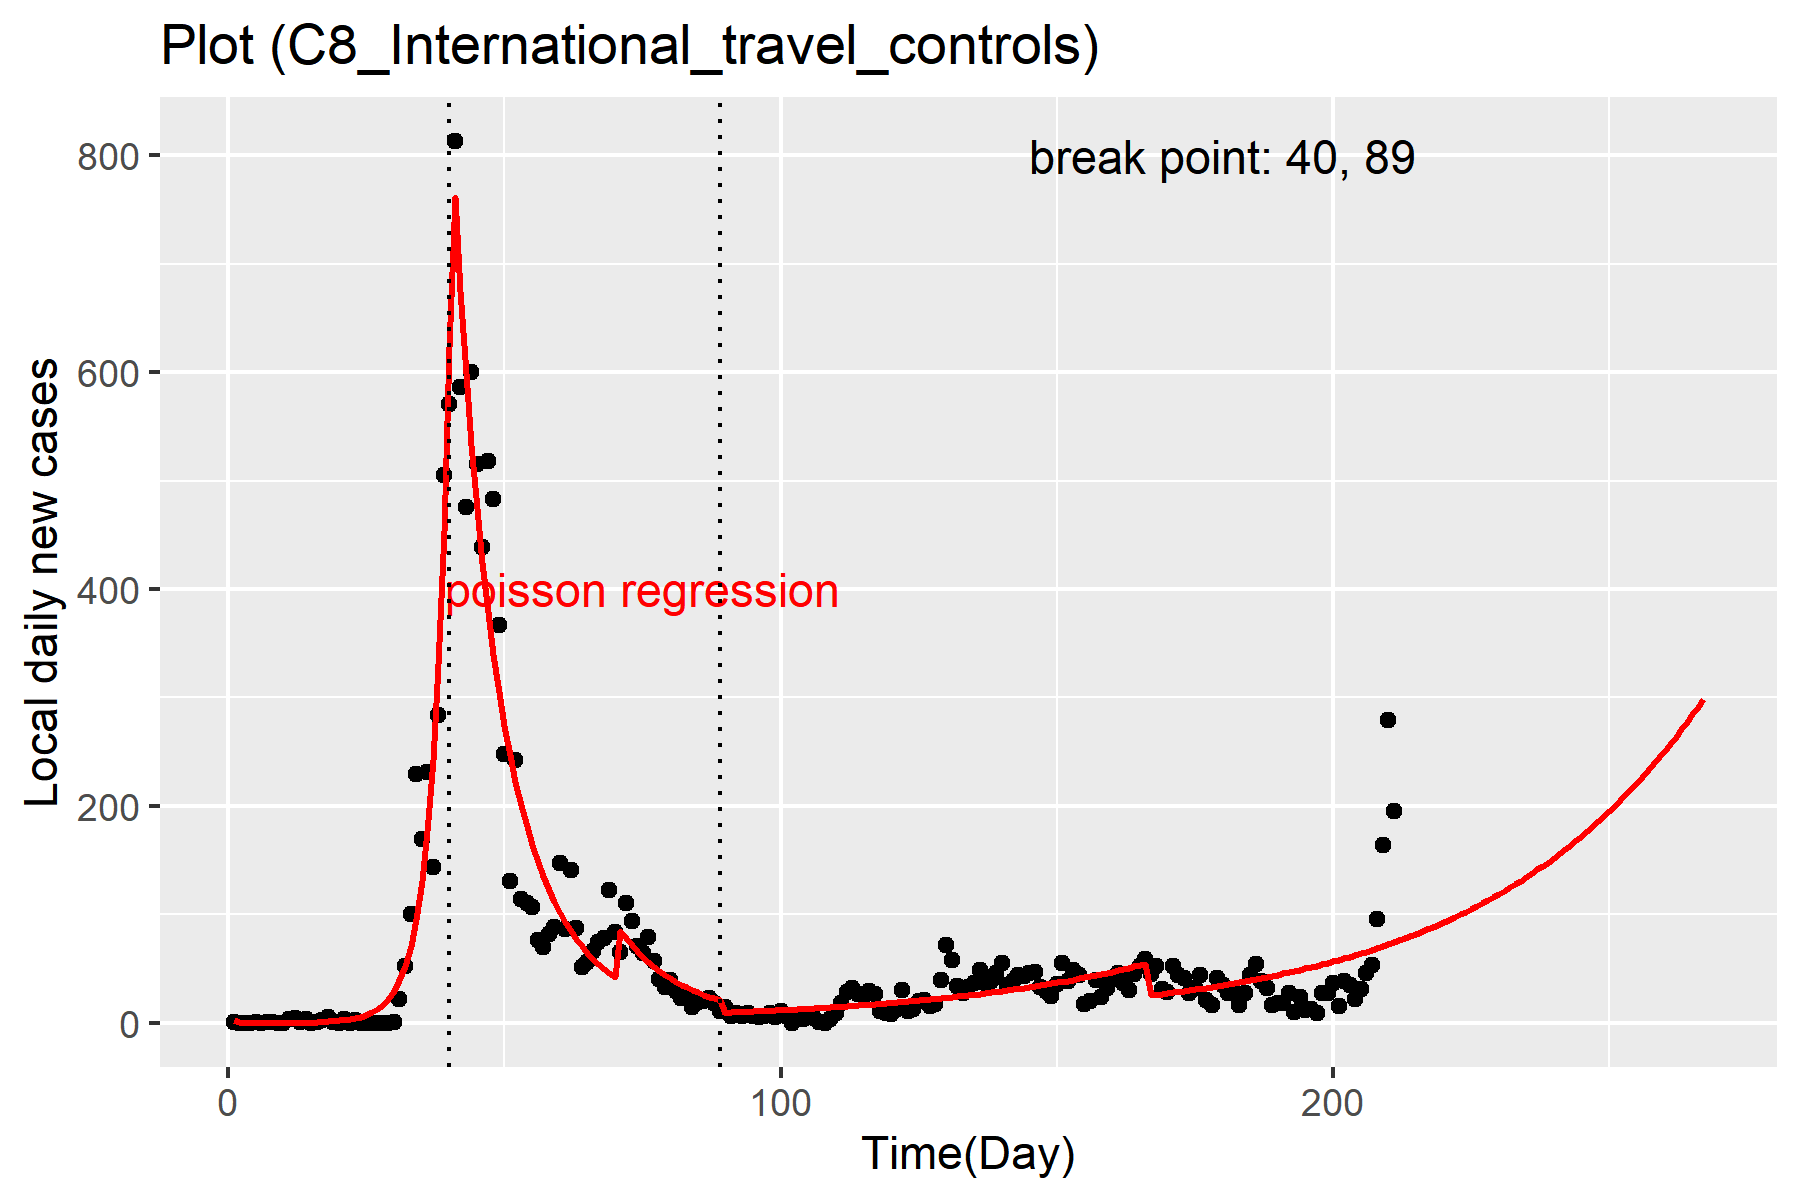 Plot (C8_International_travel_controls)
break point: 40, 89
poisson regression
Local daily new cases
800
600
400
200
0
0
100
200
Time(Day)